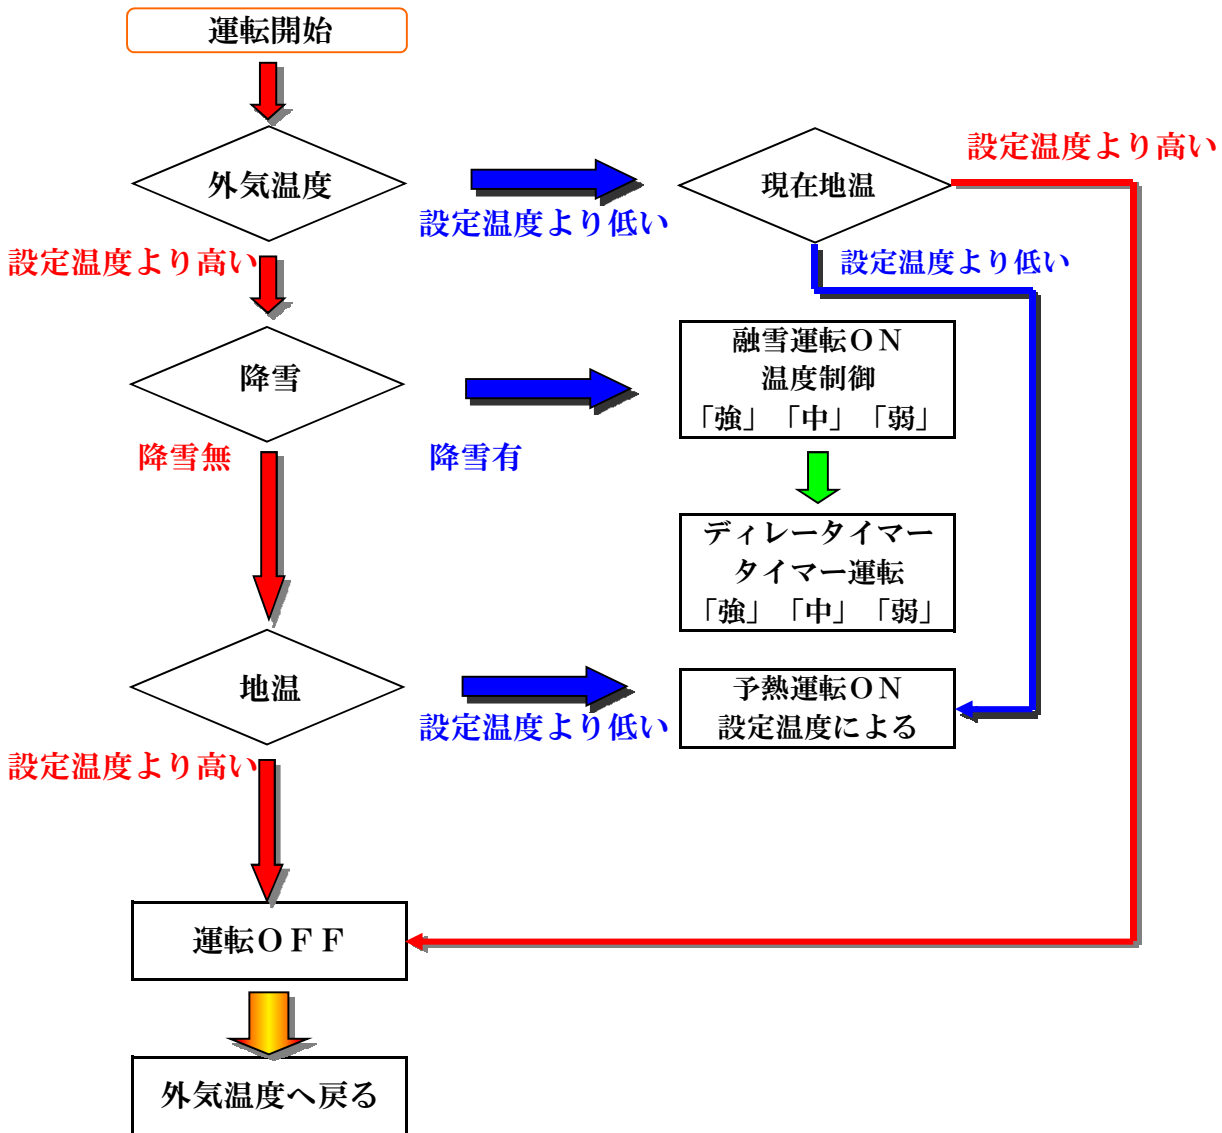 運転開始
外気温度
設定温度より低い
現在地温
設定温度より高い
設定温度より高い
設定温度より低い
降雪
降雪無
降雪有
融雪運転ＯＮ
温度制御
「強」「中」「弱」
ディレータイマー
タイマー運転
「強」「中」「弱」
地温
設定温度より低い
予熱運転ＯＮ
設定温度による
設定温度より高い
運転ＯＦＦ
外気温度へ戻る